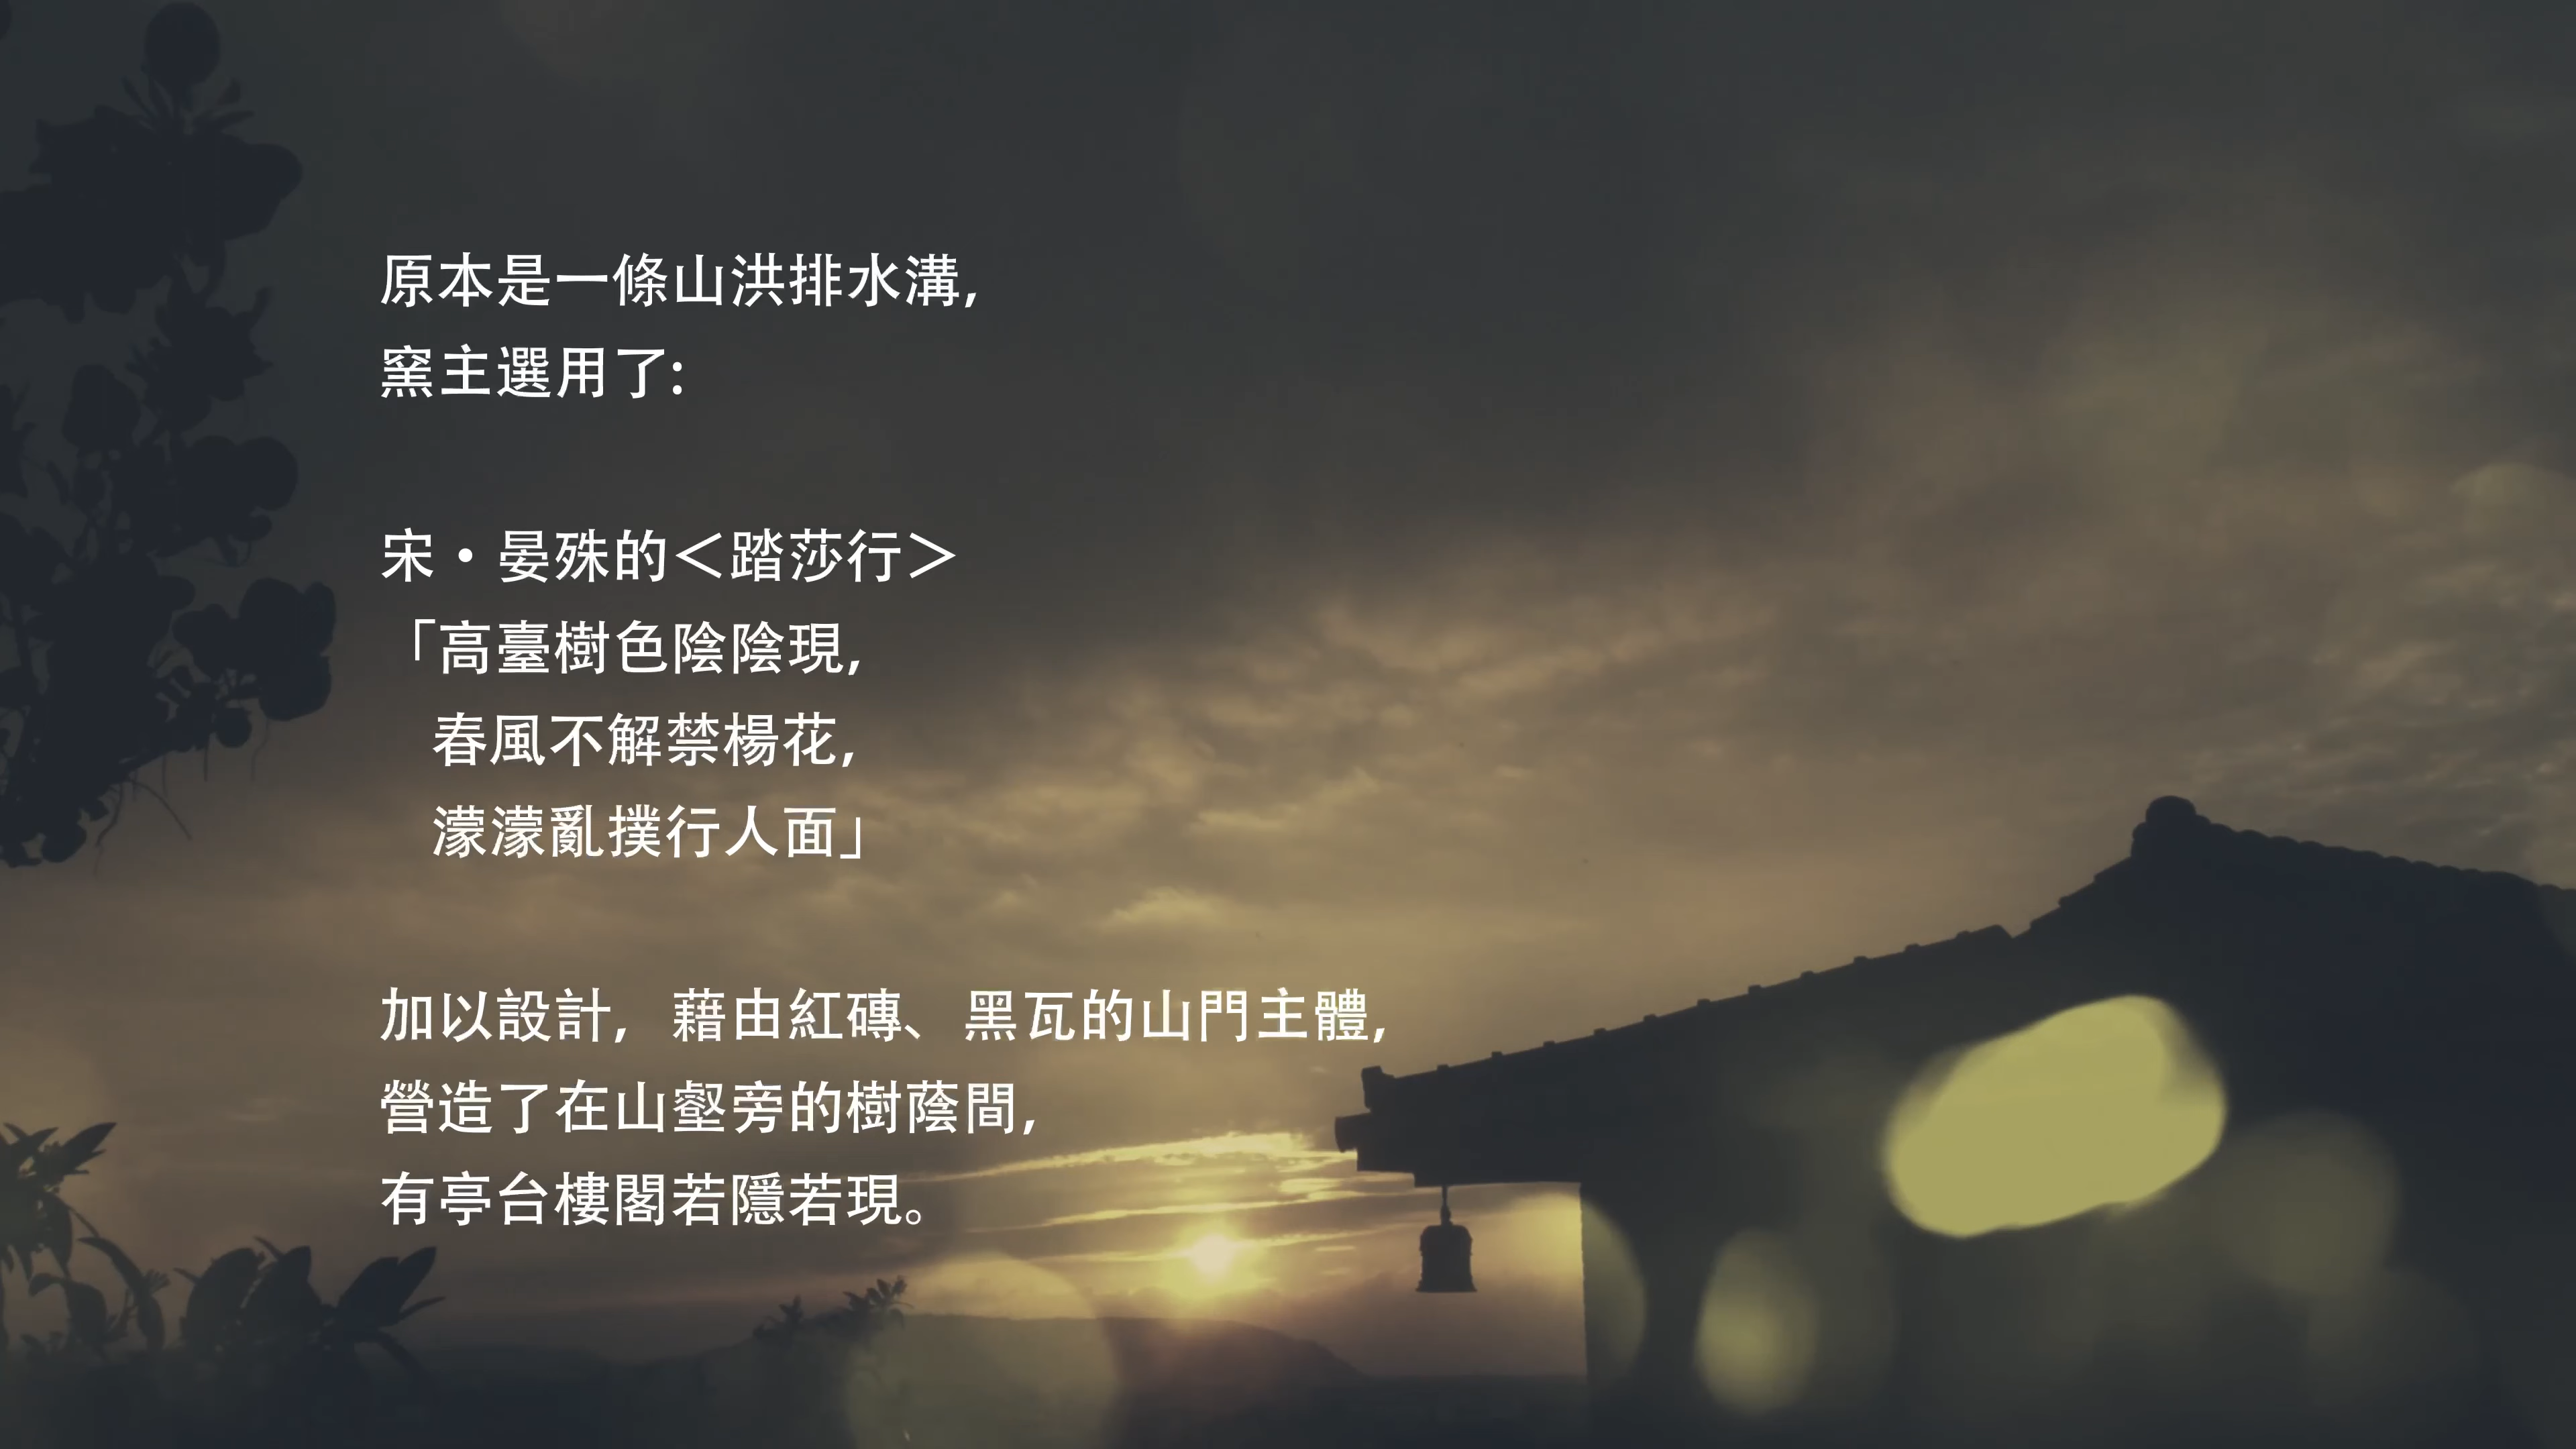 原本是一條山洪排水溝,
窯主選用了:
宋•晏殊的＜踏莎行＞
「高臺樹色陰陰現,
春風不解禁楊花,
濛濛亂撲行人面」
加以設計, 藉由紅磚、黑瓦的山門主體,
營造了在山壑旁的樹蔭間,
有亭台樓閣若隱若現。